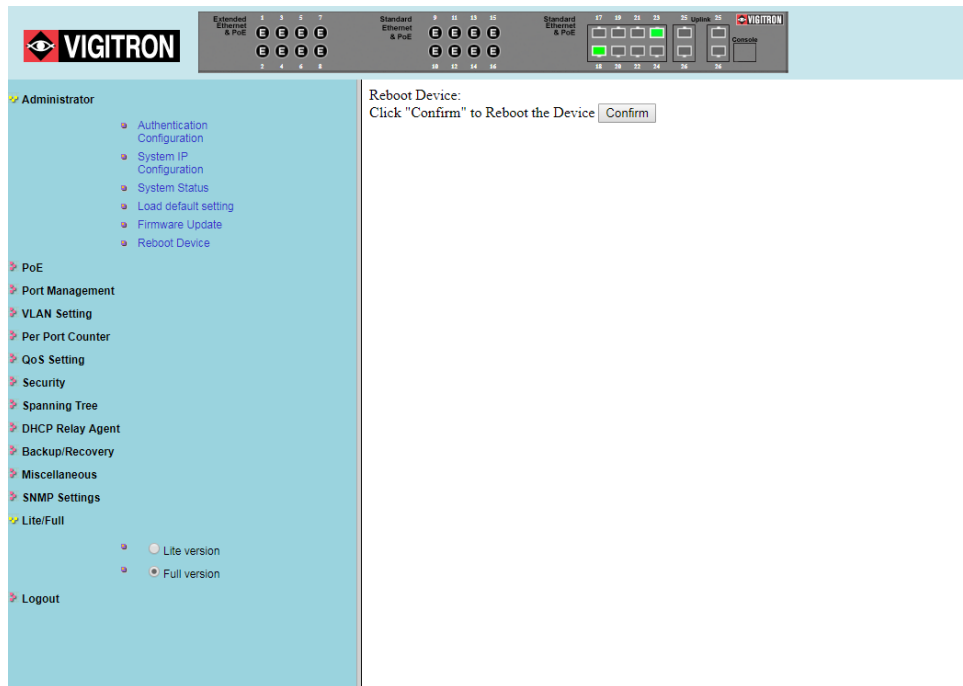 VIGITRON
Extended Ethernet & PoE
1 3 5 7
E E E E
E E E E
2 4 6 8
Standard Ethernet & PoE
9 11 13 15
E E E E
E E E E
10 12 14 16
Standard Ethernet & PoE
17 19 21 23 25 Uplink 25
18 20 22 24 26 26
VIGITRON
Console
Administrator
Authentication
Configuration
System IP
Configuration
System Status
Load default setting
Firmware Update
Reboot Device
PoE
Port Management
VLAN Setting
Per Port Counter
QoS Setting
Security
Spanning Tree
DHCP Relay Agent
Backup/Recovery
Miscellaneous
SNMP Settings
Lite/Full
Lite version
Full version
Logout
Reboot Device:
Click "Confirm" to Reboot the Device Confirm